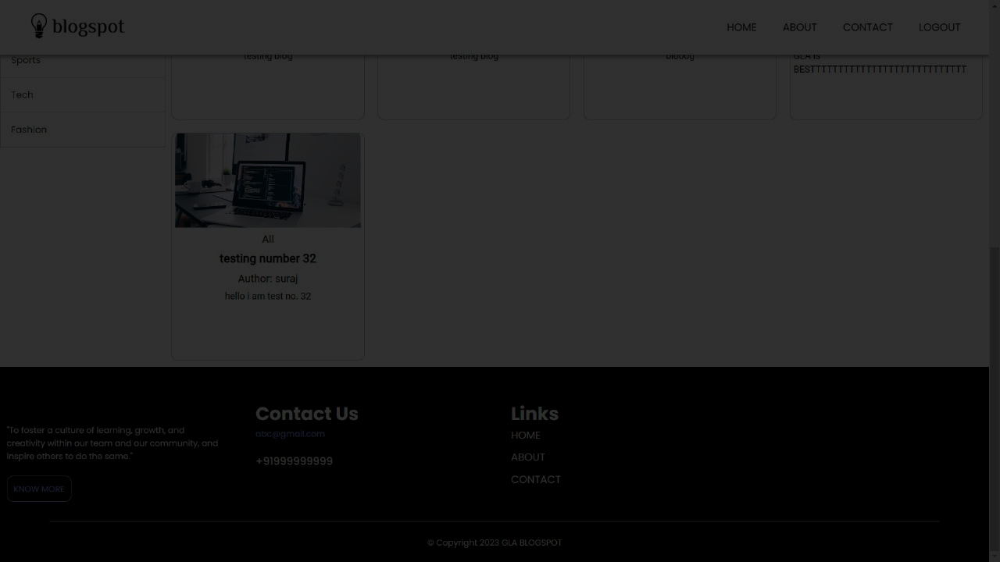 blogspot
HOME
ABOUT
CONTACT
LOGOUT
Sports
Tech
Fashion
testing blog
testing blog
GLA is
BESTTTTTTTTTTTTTTTTTTTTTTTTTTTT
All
testing number 32
Author: suraj
hello i am test no. 32
"To foster a culture of learning, growth, and
creativity within our team and our community, and
inspire others to do the same."
KNOW MORE
Contact Us
abc@gmail.com
+91999999999
Links
HOME
ABOUT
CONTACT
© Copyright 2023 GLA BLOGSPOT